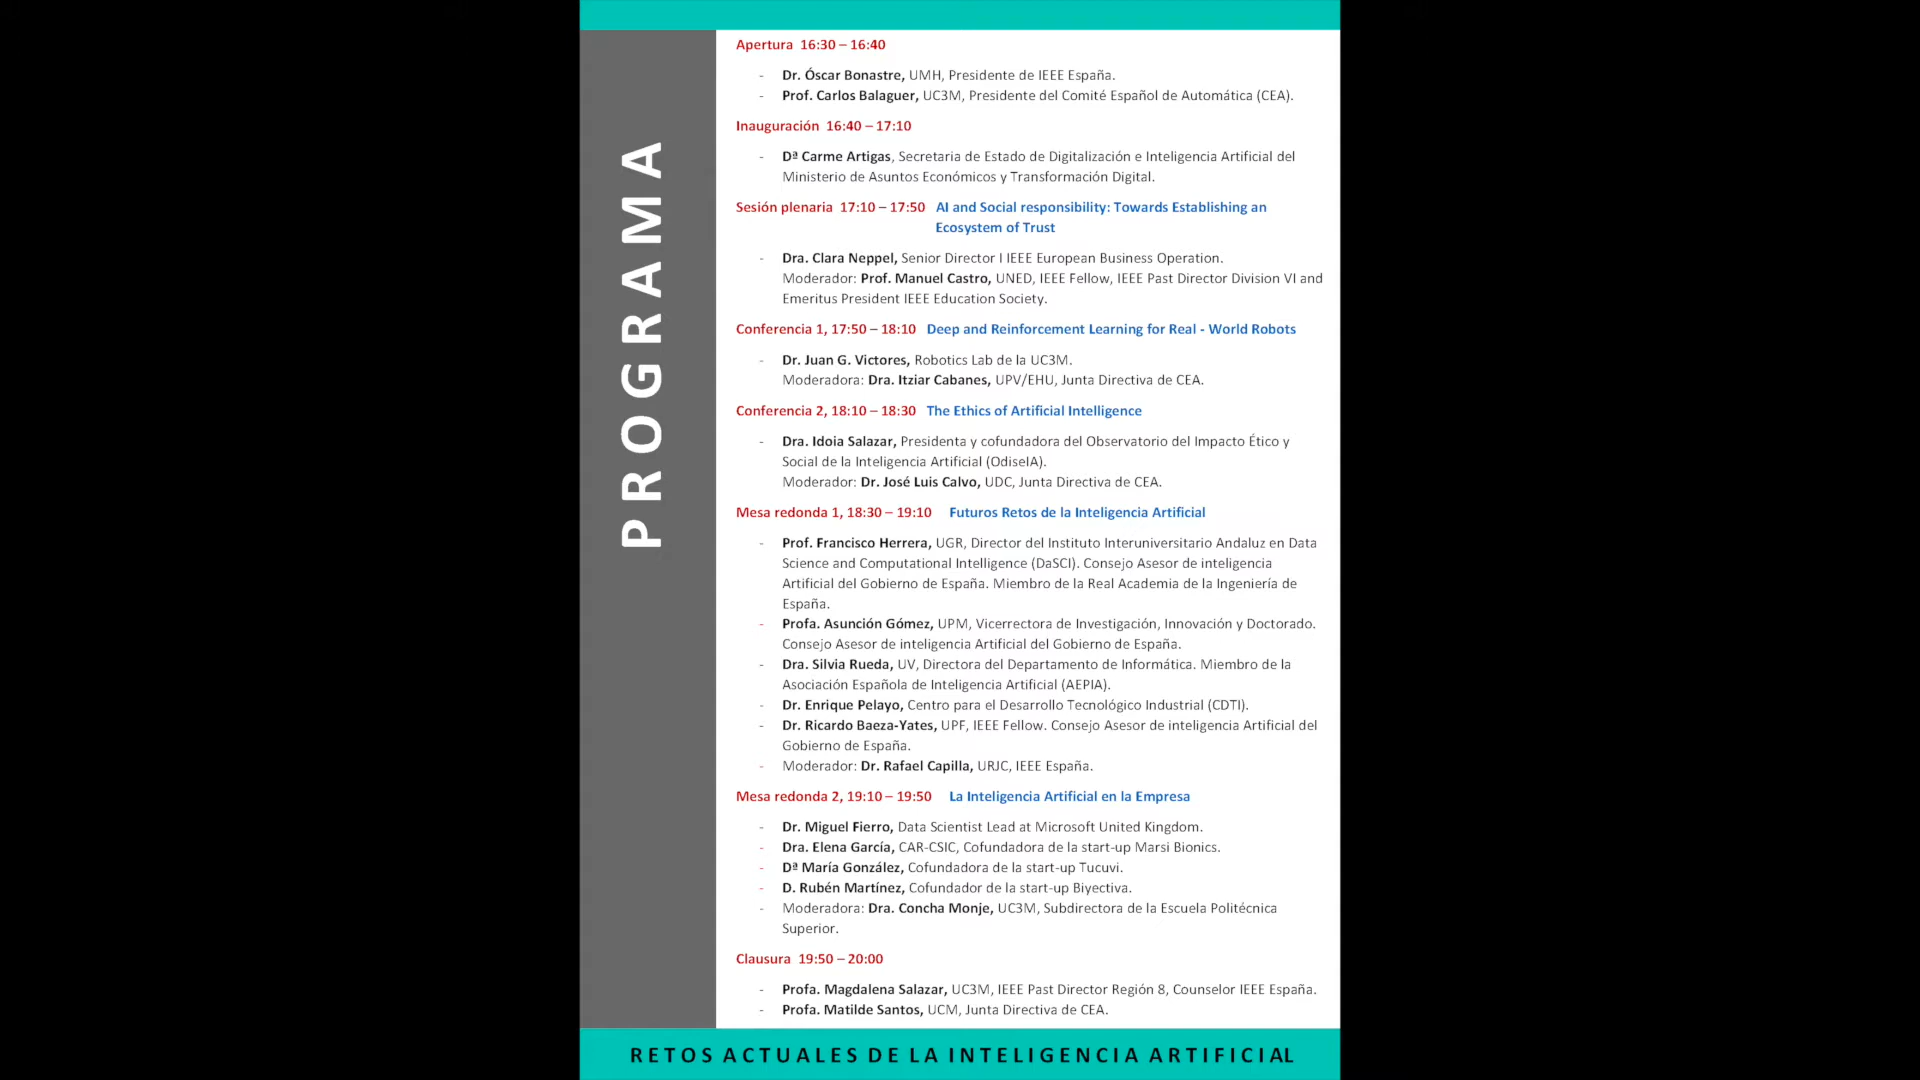 PROGRAMA
Apertura 16:30 – 16:40
- Dr. Óscar Bonastre, UMH, Presidente de IEEE España.
- Prof. Carlos Balaguer, UC3M, Presidente del Comité Español de Automática (CEA).
Inauguración 16:40 – 17:10
- Dª Carme Artigas, Secretaria de Estado de Digitalización e Inteligencia Artificial del
Ministerio de Asuntos Económicos y Transformación Digital.
Sesión plenaria 17:10 – 17:50 AI and Social responsibility: Towards Establishing an
Ecosystem of Trust
- Dra. Clara Neppel, Senior Director I IEEE European Business Operation.
Moderador: Prof. Manuel Castro, UNED, IEEE Fellow, IEEE Past Director Division VI and
Emeritus President IEEE Education Society.
Conferencia 1, 17:50 – 18:10 Deep and Reinforcement Learning for Real - World Robots
- Dr. Juan G. Victores, Robotics Lab de la UC3M.
Moderadora: Dra. Itziar Cabanes, UPV/EHU, Junta Directiva de CEA.
Conferencia 2, 18:10 – 18:30 The Ethics of Artificial Intelligence
- Dra. Idoia Salazar, Presidenta y cofundadora del Observatorio del Impacto Ético y
Social de la Inteligencia Artificial (OdiseIA).
Moderador: Dr. José Luis Calvo, UDC, Junta Directiva de CEA.
Mesa redonda 1, 18:30 – 19:10 Futuros Retos de la Inteligencia Artificial
- Prof. Francisco Herrera, UGR, Director del Instituto Interuniversitario Andaluz en Data
Science and Computational Intelligence (DaSCI). Consejo Asesor de inteligencia
Artificial del Gobierno de España. Miembro de la Real Academia de la Ingeniería de
España.
- Profa. Asunción Gómez, UPM, Vicerrectora de Investigación, Innovación y Doctorado.
Consejo Asesor de inteligencia Artificial del Gobierno de España.
- Dra. Silvia Rueda, UV, Directora del Departamento de Informática. Miembro de la
Asociación Española de Inteligencia Artificial (AEPIA).
- Dr. Enrique Pelayo, Centro para el Desarrollo Tecnológico Industrial (CDTI).
- Dr. Ricardo Baeza-Yates, UPF, IEEE Fellow. Consejo Asesor de inteligencia Artificial del
Gobierno de España.
- Moderador: Dr. Rafael Capilla, URJC, IEEE España.
Mesa redonda 2, 19:10 – 19:50 La Inteligencia Artificial en la Empresa
- Dr. Miguel Fierro, Data Scientist Lead at Microsoft United Kingdom.
- Dra. Elena García, CAR-CSIC, Cofundadora de la start-up Marsi Bionics.
- Dª María González, Cofundadora de la start-up Tucuvi.
- D. Rubén Martínez, Cofundador de la start-up Biyectiva.
- Moderadora: Dra. Concha Monje, UC3M, Subdirectora de la Escuela Politécnica
Superior.
Clausura 19:50 – 20:00
- Profa. Magdalena Salazar, UC3M, IEEE Past Director Región 8, Counselor IEEE España.
- Profa. Matilde Santos, UCM, Junta Directiva de CEA.
RETOS ACTUALES DE LA INTELIGENCIA ARTIFICIAL